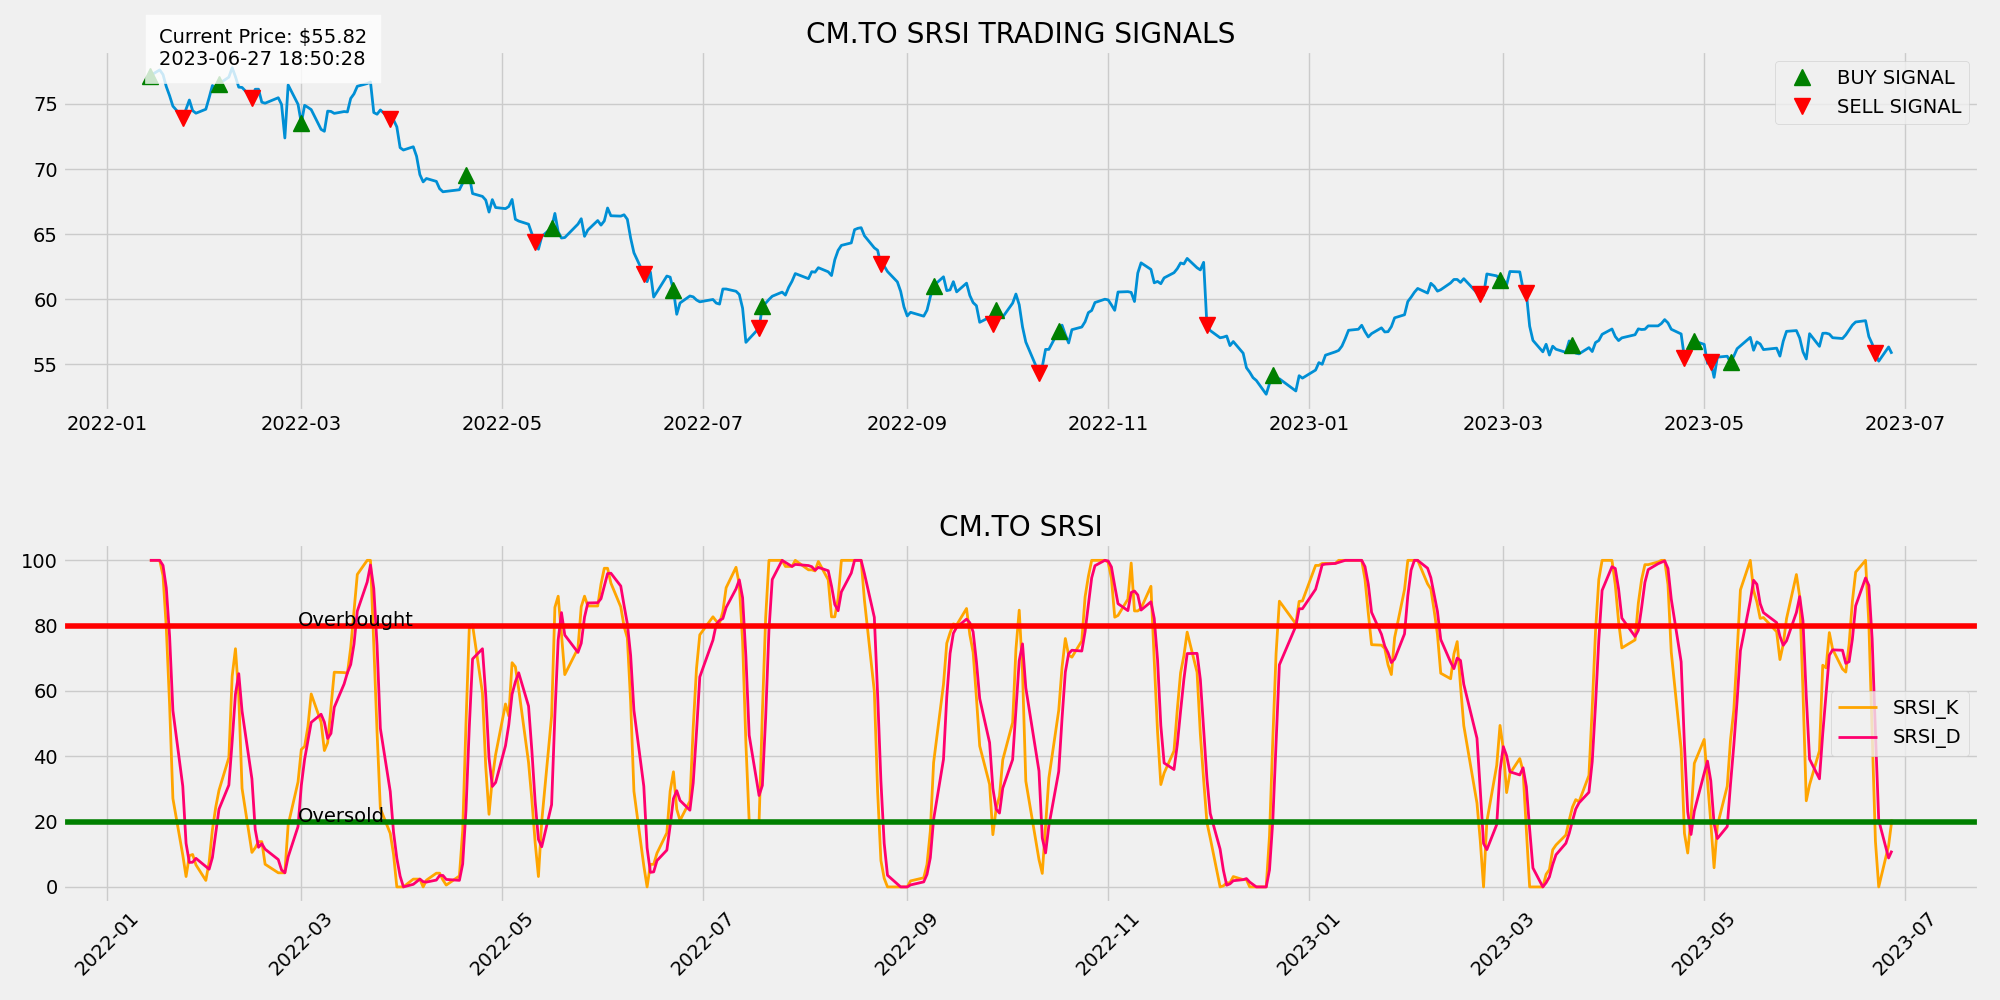 CM.TO SRSI TRADING SIGNALS
Current Price: $55.82
2023-06-27 18:50:28
BUY SIGNAL
SELL SIGNAL
75
70
65
60
55
2022-01 2022-03 2022-05 2022-07 2022-09 2022-11 2023-01 2023-03 2023-05 2023-07
CM.TO SRSI
100
80
60
40
20
0
Overbought
Oversold
SRSI_K
SRSI_D
2022-01 2022-03 2022-05 2022-07 2022-09 2022-11 2023-01 2023-03 2023-05 2023-07